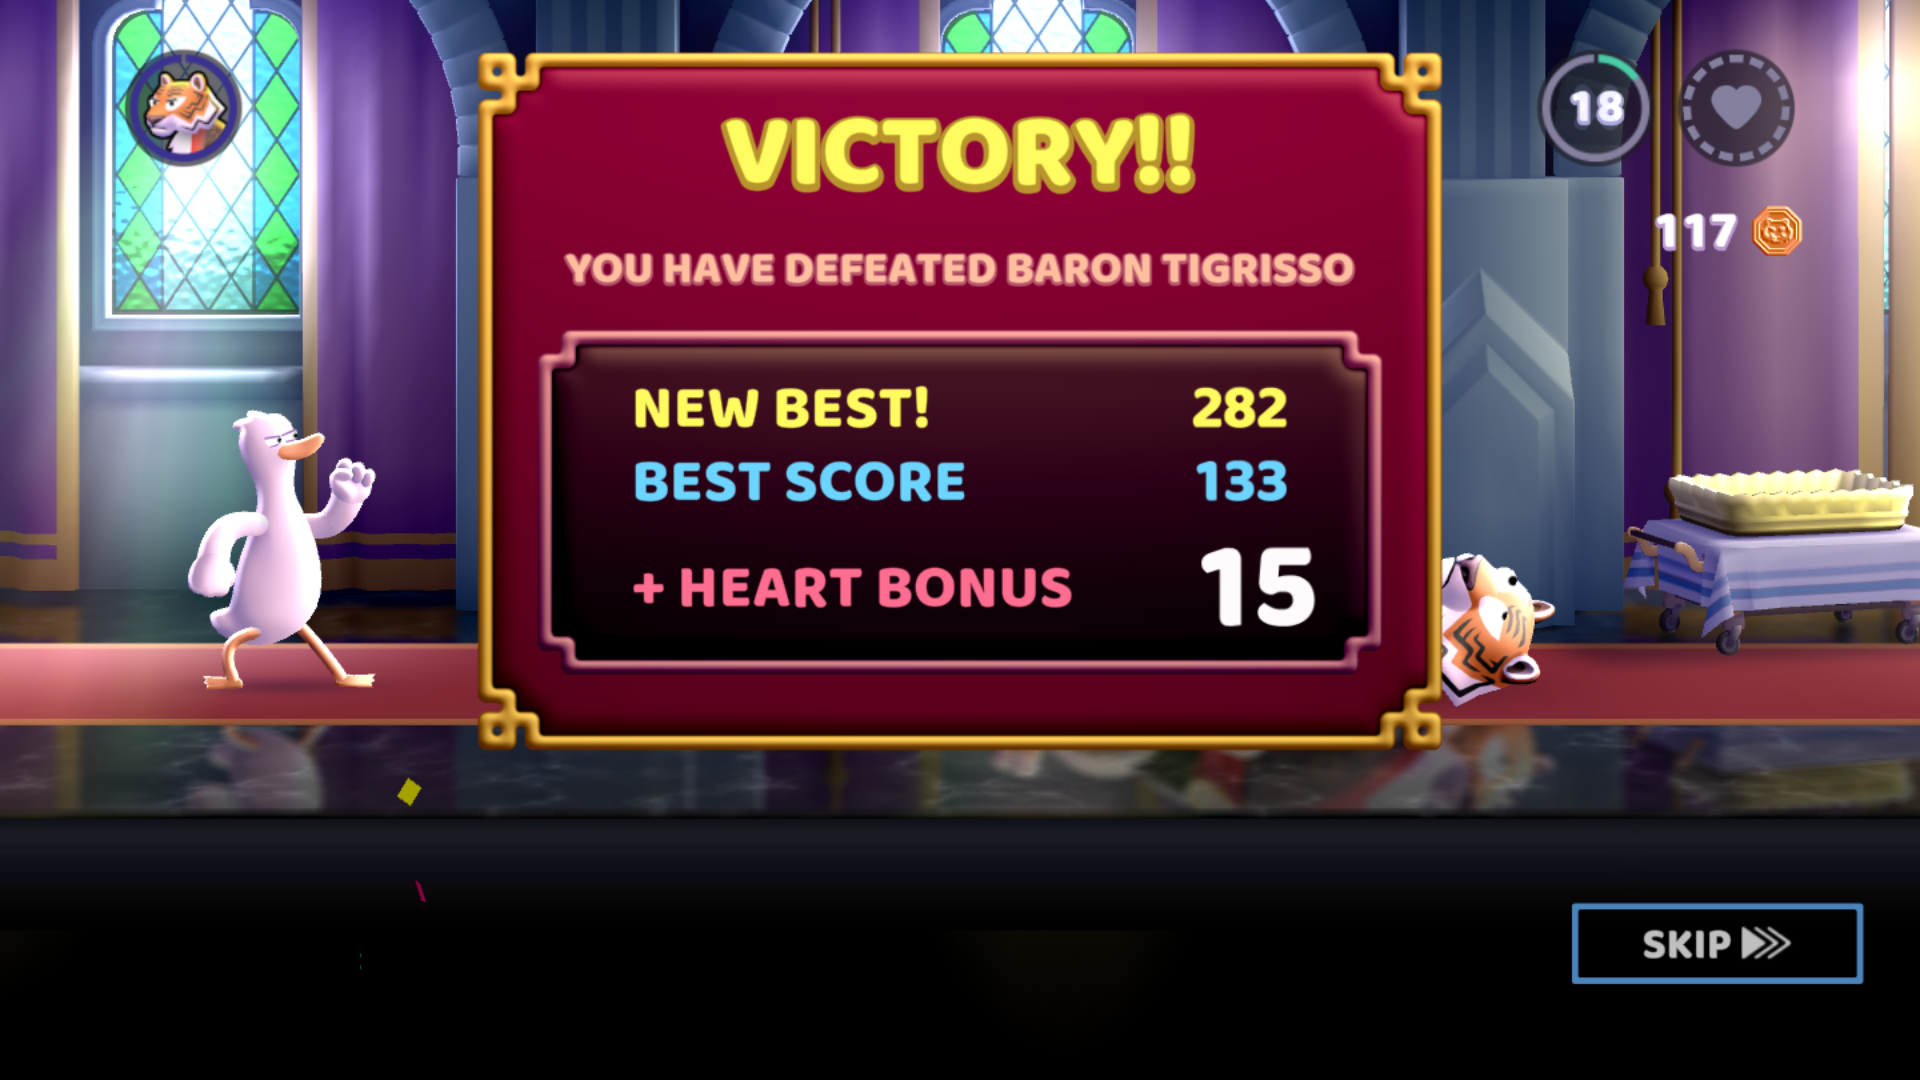 VICTORY!!
18
117
YOU HAVE DEFEATED BARON TIGRISSO
NEW BEST! 282
BEST SCORE 133
+ HEART BONUS 15
SKIP